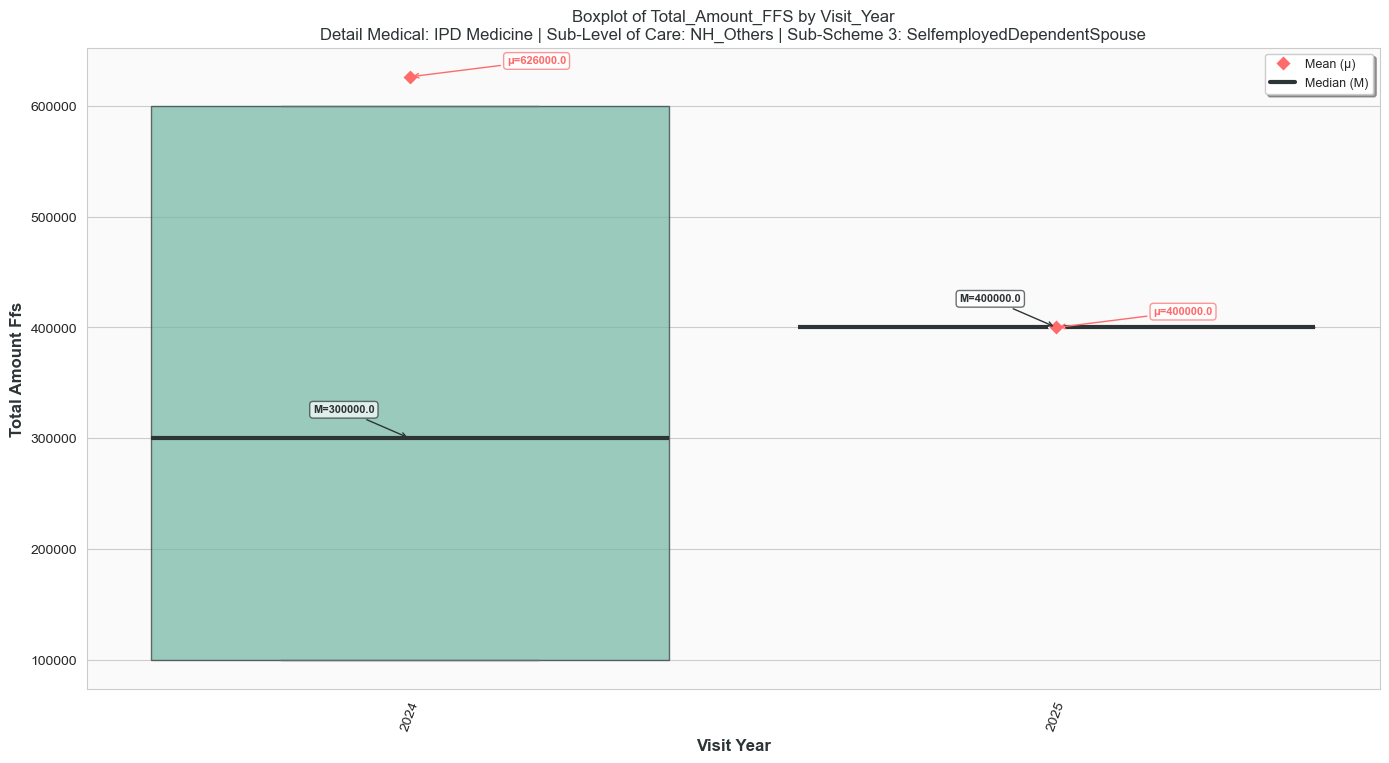 Boxplot of Total_Amount_FFS by Visit_Year
Detail Medical: IPD Medicine | Sub-Level of Care: NH_Others | Sub-Scheme 3: SelfemployedDependentSpouse
Mean (μ)
Median (M)
μ=626000.0
600000
500000
400000
300000
200000
100000
Total Amount Ffs
M=400000.0
μ=400000.0
M=300000.0
2024
2025
Visit Year